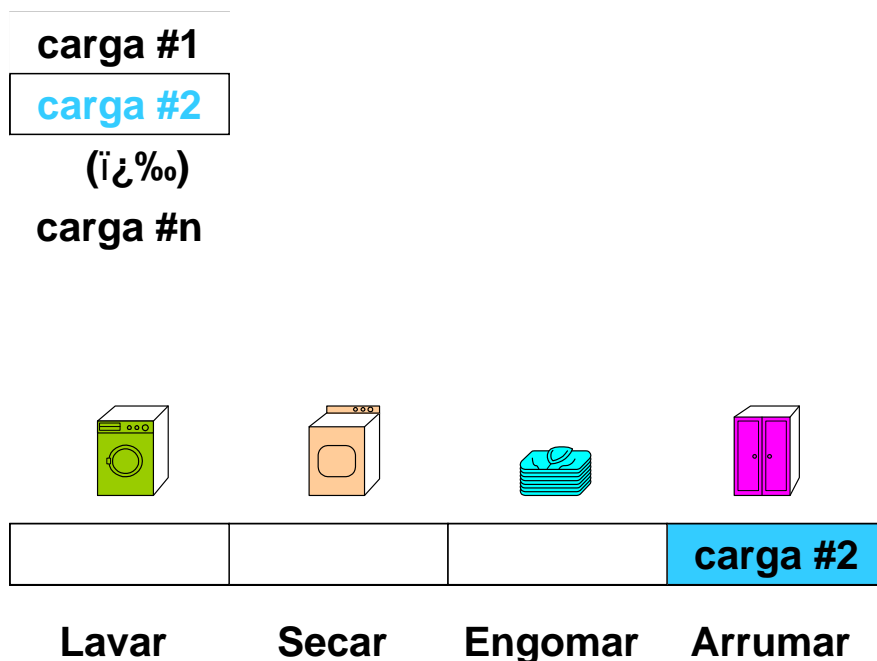 carga #1
carga #2
(ï¿‰)
carga #n
carga #2
Lavar Secar Engomar Arrumar